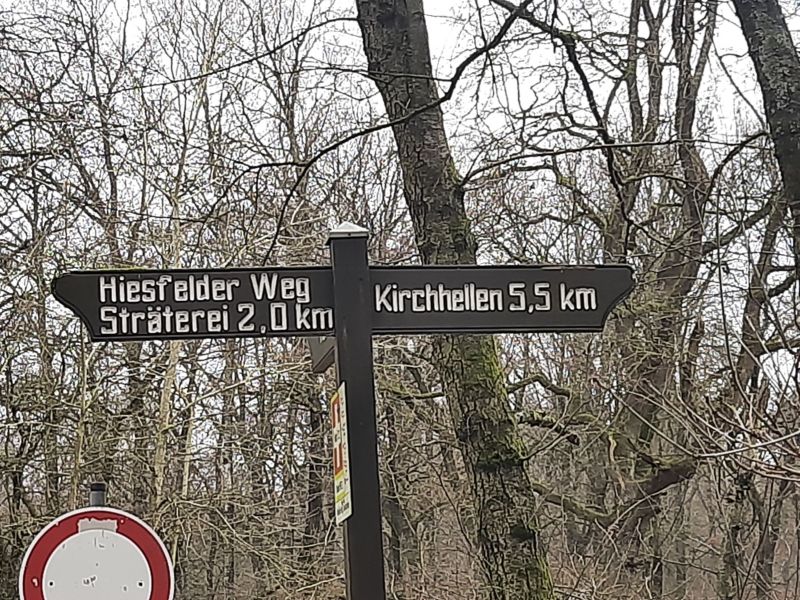 Hiesfelder Weg
Sträterei 2,0 km
Kirchhellen 5,5 km